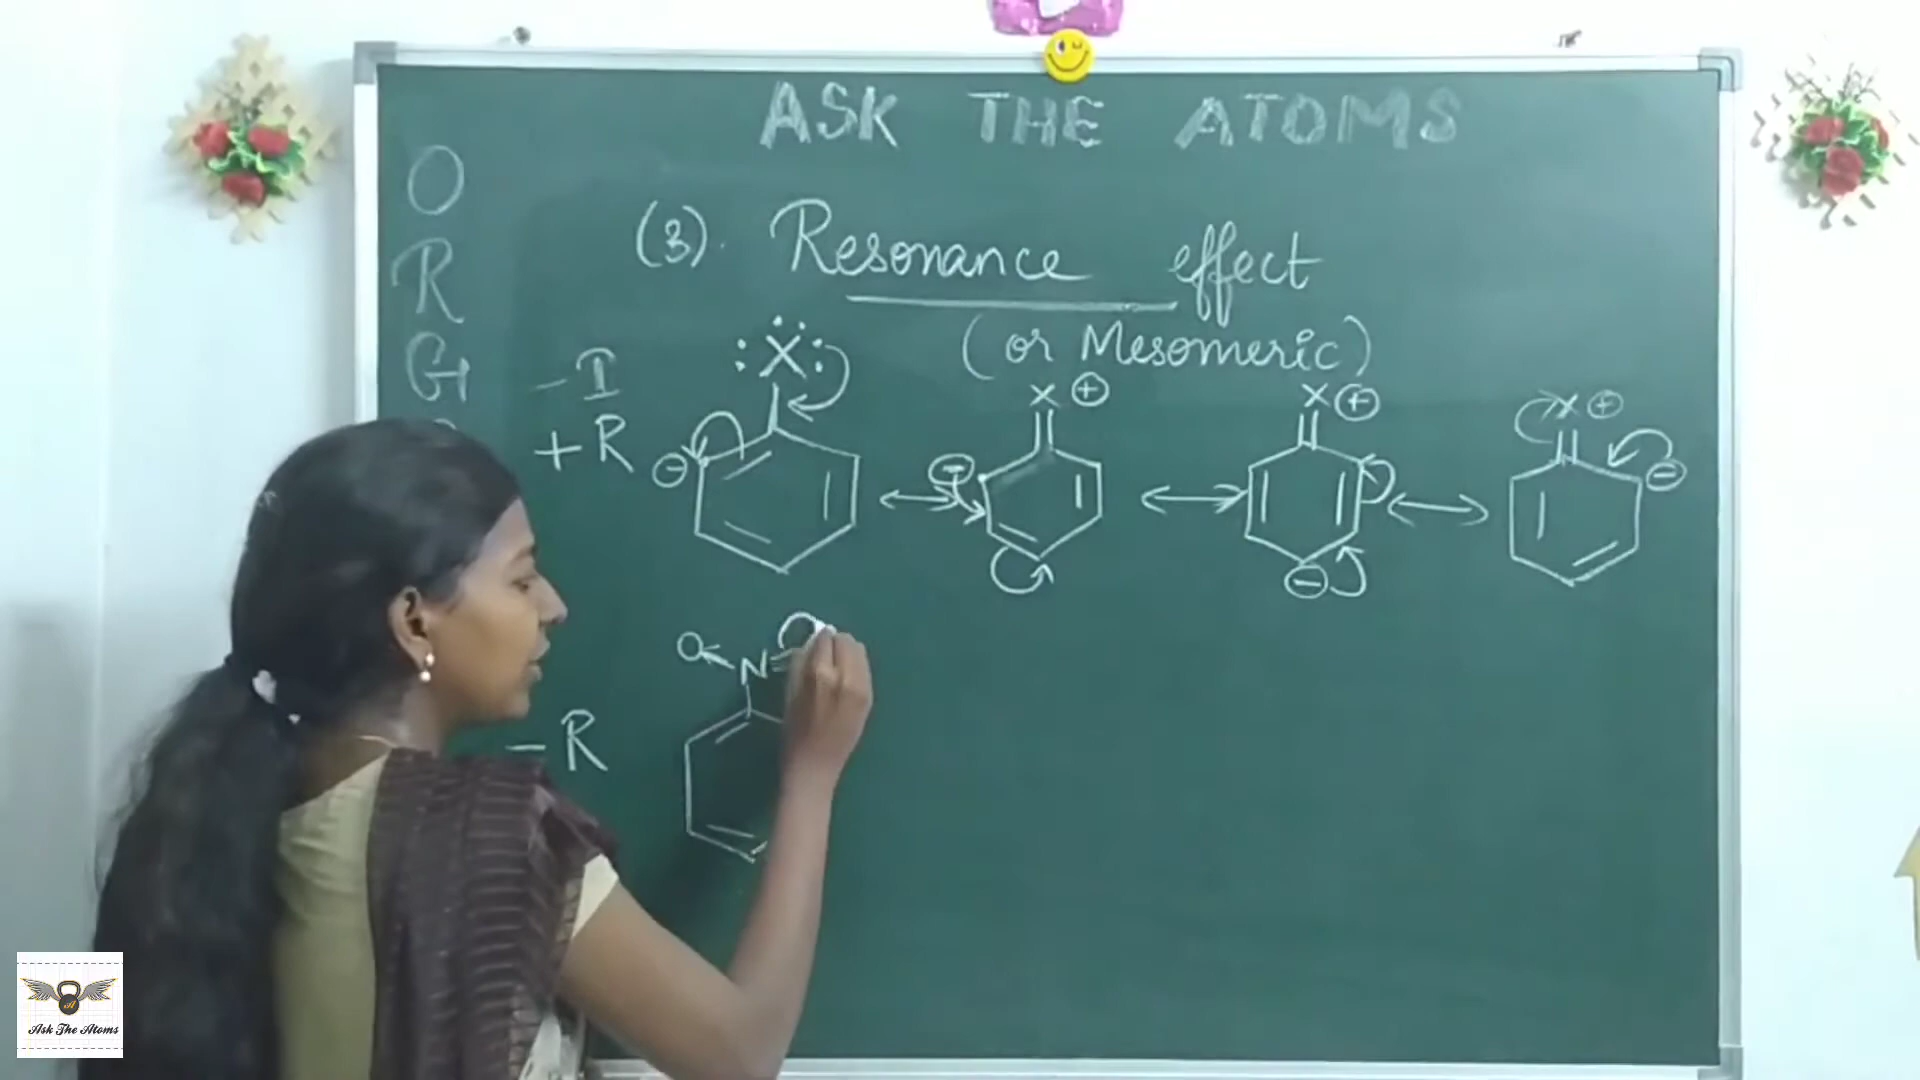 ASK THE ATOMS
O
R
G
(3). Resonance effect
(or Mesomeric)
- I
+ R
:X:
X ⊕
X ⊕
X ⊕
⊖
⊖
⊖
⊖
O N
- R
Ask The Atoms